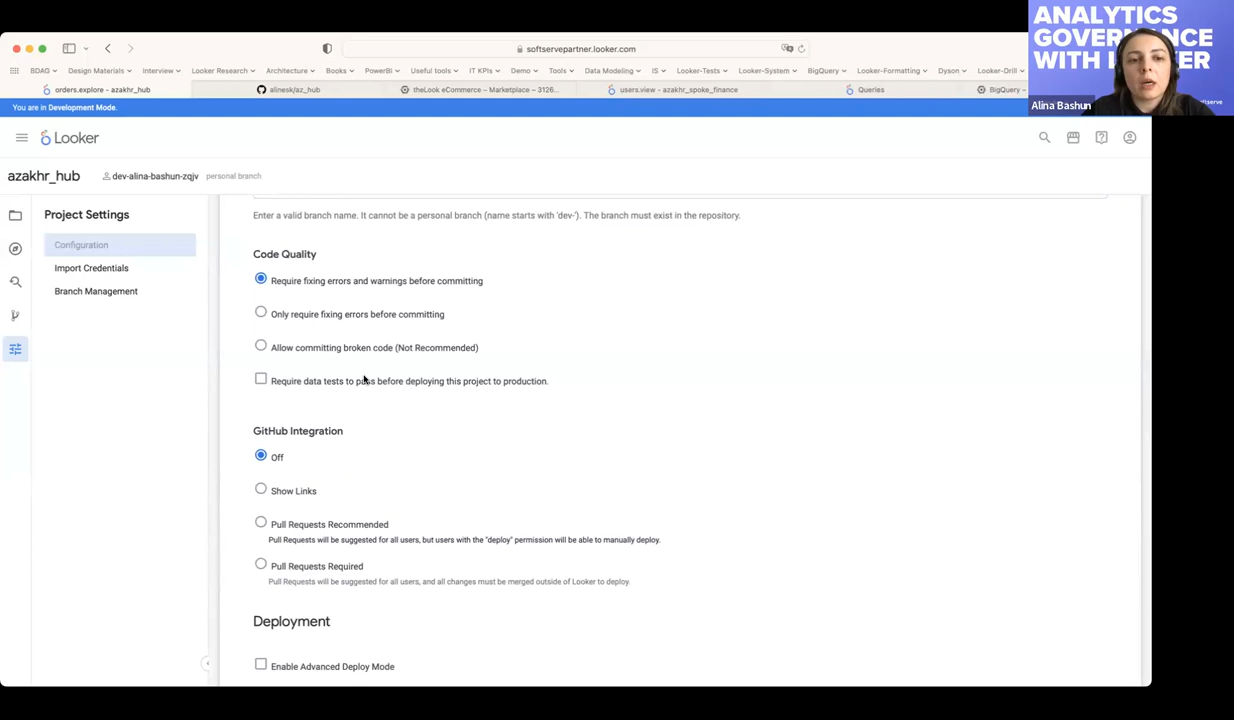 ANALYTICS
GOVERNANCE
WITH LOOKER
Alina Bashun
softservepartner.looker.com
BDAG Design Materials Interview Looker Research Architecture Books PowerBI Useful tools IT KPIs Demo Tools Data Modeling IS Looker-Tests Looker-System BigQuery Looker-Formatting Dyson Looker-Drill
orders.explore - azakhr_hub alinesk/az_hub theLook eCommerce – Marketplace – 3126... users.view - azakhr_spoke_finance Queries BigQuery –
You are in Development Mode.
Looker
azakhr_hub dev-alina-bashun-zqjv personal branch
Project Settings
Configuration
Import Credentials
Branch Management
Enter a valid branch name. It cannot be a personal branch (name starts with 'dev-'). The branch must exist in the repository.
Code Quality
Require fixing errors and warnings before committing
Only require fixing errors before committing
Allow committing broken code (Not Recommended)
Require data tests to pass before deploying this project to production.
GitHub Integration
Off
Show Links
Pull Requests Recommended
Pull Requests will be suggested for all users, but users with the "deploy" permission will be able to manually deploy.
Pull Requests Required
Pull Requests will be suggested for all users, and all changes must be merged outside of Looker to deploy.
Deployment
Enable Advanced Deploy Mode